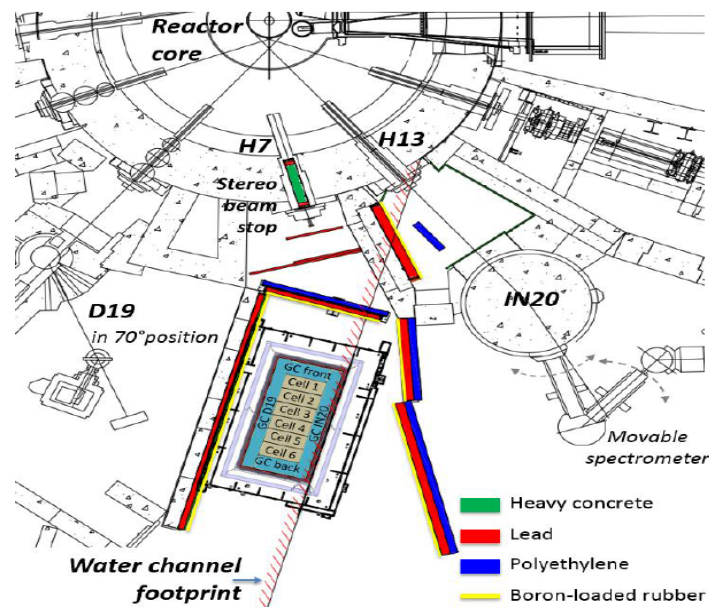 Reactor
core
H7
H13
Stereo
beam
stop
D19
in 70°position
IN20
GC front
Cell 1
Cell 2
Cell 3
Cell 4
Cell 5
Cell 6
GC back
GC D19
GC IN20
Movable
spectrometer
Heavy concrete
Lead
Polyethylene
Boron-loaded rubber
Water channel
footprint